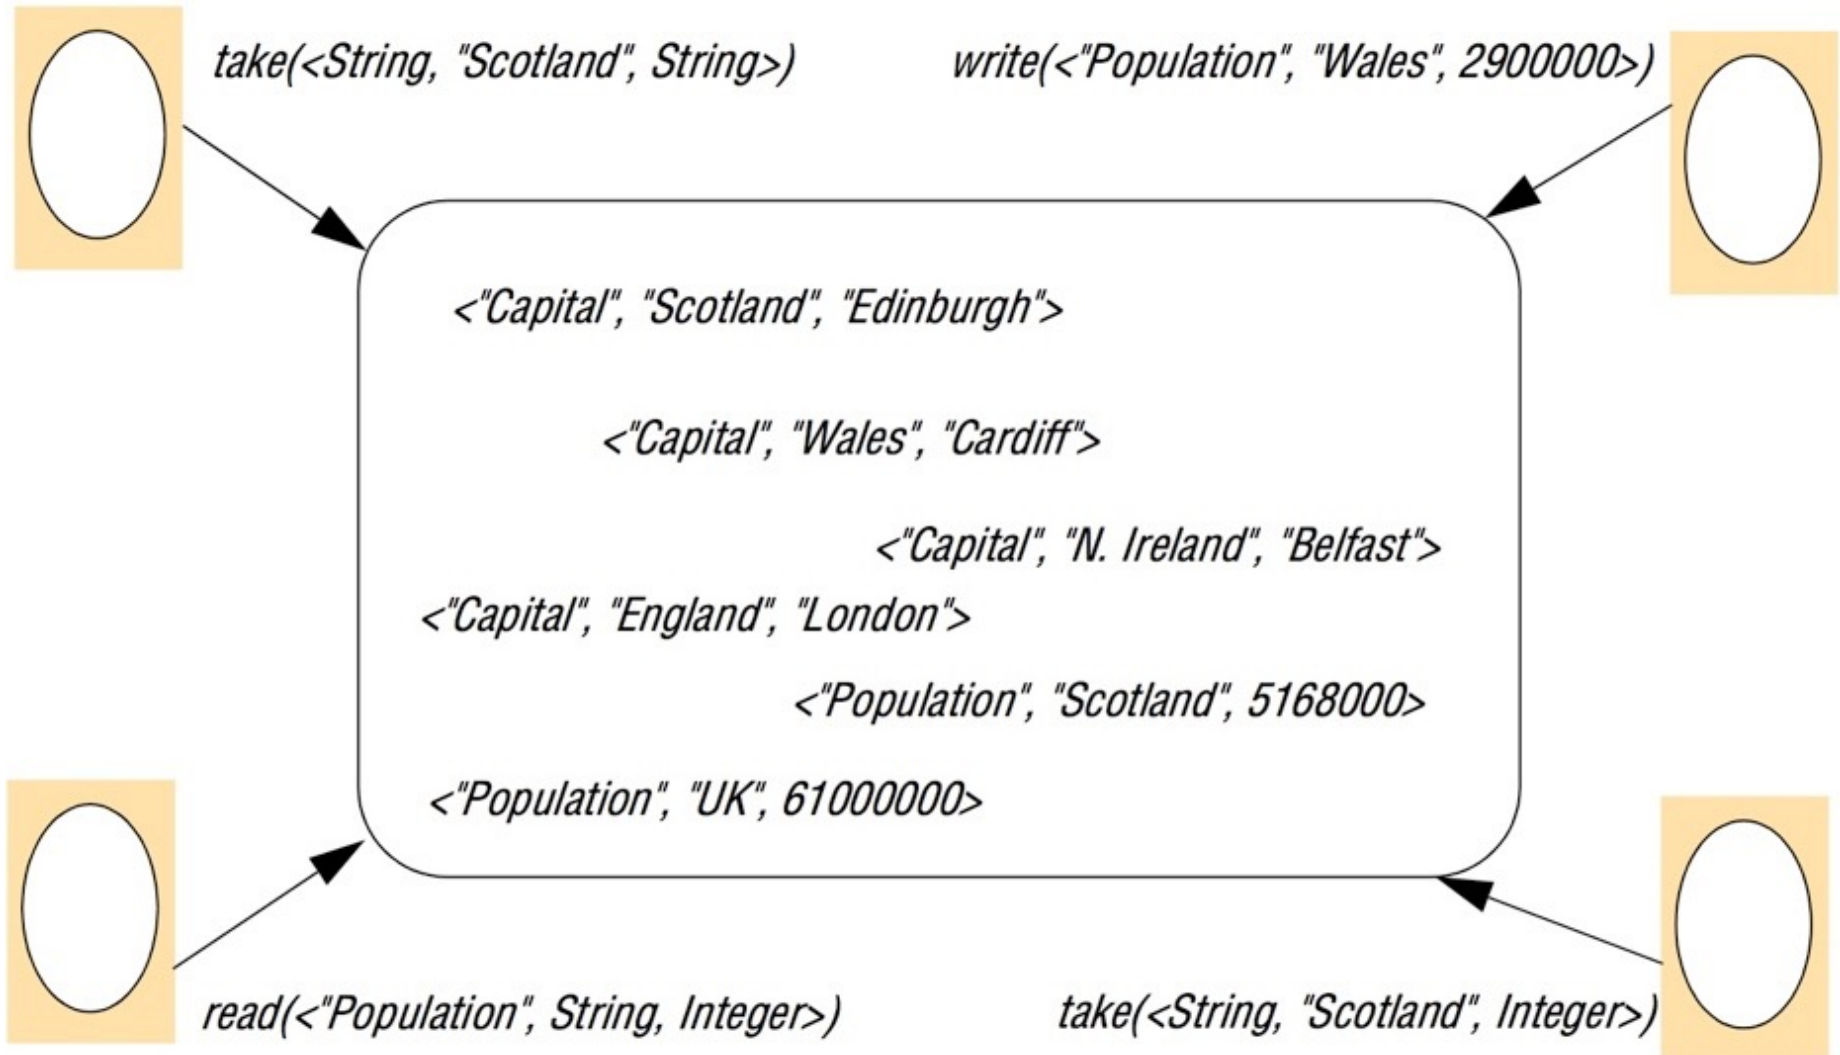 take(<String, "Scotland", String>)
write(<"Population", "Wales", 2900000>)
<"Capital", "Scotland", "Edinburgh">
<"Capital", "Wales", "Cardiff">
<"Capital", "N. Ireland", "Belfast">
<"Capital", "England", "London">
<"Population", "Scotland", 5168000>
<"Population", "UK", 61000000>
read(<"Population", String, Integer>)
take(<String, "Scotland", Integer>)